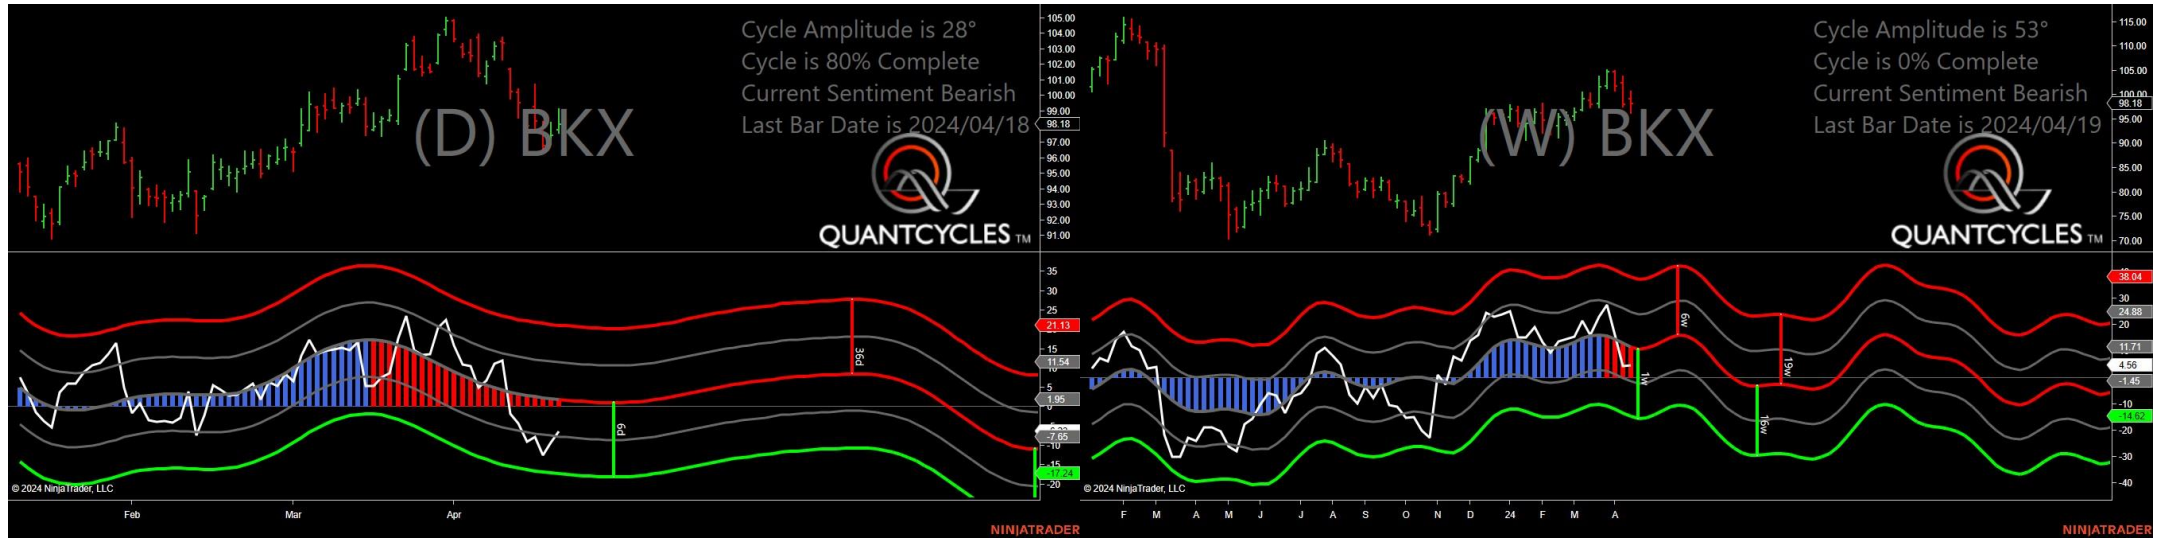 Cycle Amplitude is 28°
Cycle is 80% Complete
Current Sentiment Bearish
Last Bar Date is 2024/04/18
(D) BKX
QUANTCYCLES TM
105.00
104.00
103.00
102.00
101.00
100.00
99.00
98.18
97.00
96.00
95.00
94.00
93.00
92.00
91.00
35
30
25
21.13
15
11.54
10
5
1.95
0
-7.65
-10
-15
-17.24
-20
36d
6d
© 2024 NinjaTrader, LLC
Feb
Mar
Apr
NINJATRADER
Cycle Amplitude is 53°
Cycle is 0% Complete
Current Sentiment Bearish
Last Bar Date is 2024/04/19
(W) BKX
QUANTCYCLES TM
115.00
110.00
105.00
100.00
98.18
95.00
90.00
85.00
80.00
75.00
70.00
38.04
30
24.88
20
11.71
4.56
-1.45
-10
-14.62
-20
-30
-40
6w
1w
19w
16w
© 2024 NinjaTrader, LLC
F
M
A
M
J
J
A
S
O
N
D
24
F
M
A
NINJATRADER